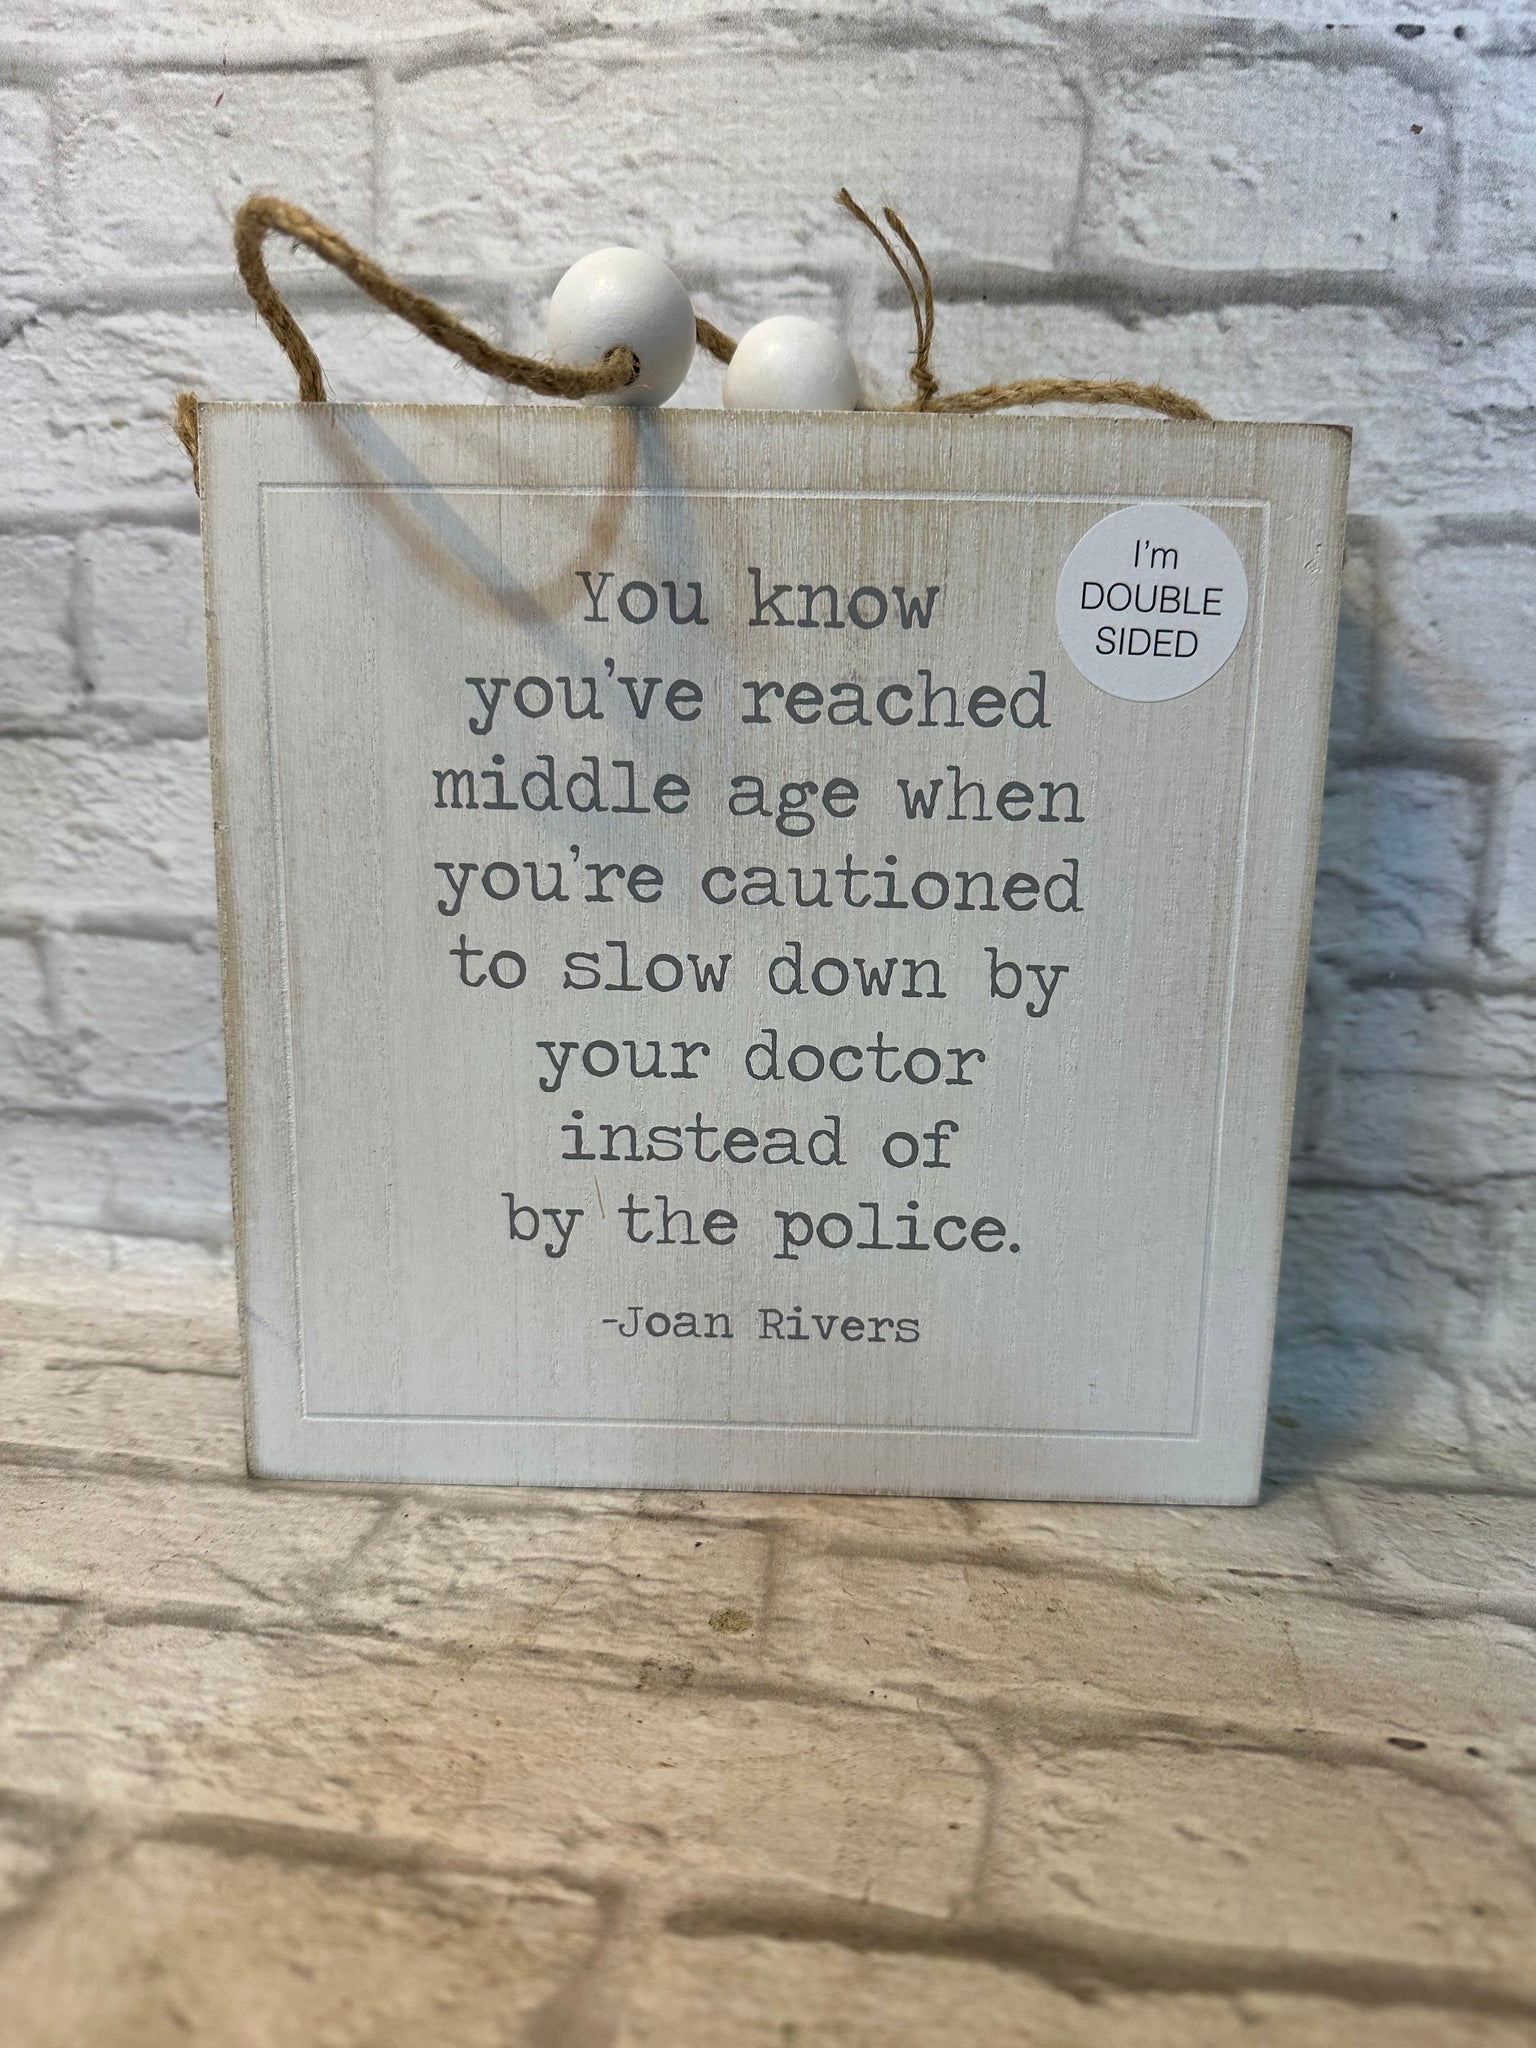 You know
you've reached
middle age when
you're cautioned
to slow down by
your doctor
instead of
by the police.
-Joan Rivers
I'm
DOUBLE
SIDED